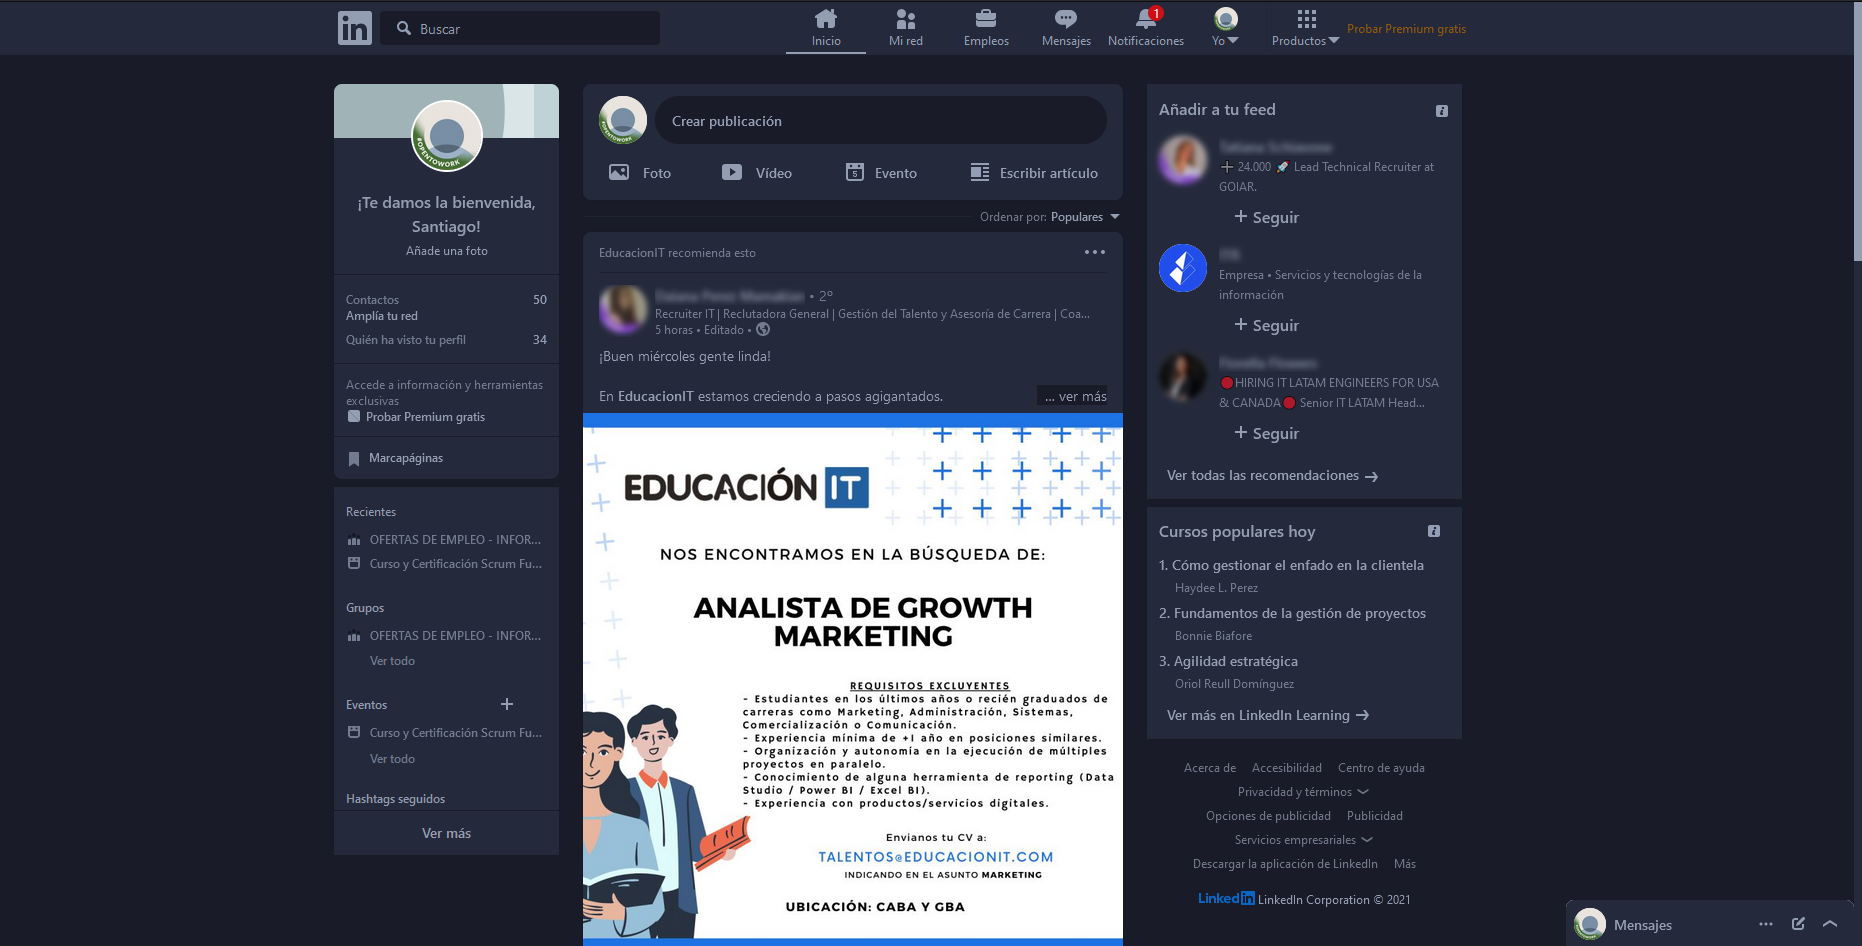 in
Buscar
Inicio
Mi red
Empleos
Mensajes
1
Notificaciones
Yo
Productos
Probar Premium gratis
#OPENTOWORK
¡Te damos la bienvenida,
Santiago!
Añade una foto
Contactos 50
Amplía tu red
Quién ha visto tu perfil 34
Accede a información y herramientas
exclusivas
Probar Premium gratis
Marcapáginas
Recientes
OFERTAS DE EMPLEO - INFOR...
Curso y Certificación Scrum Fu...
Grupos
OFERTAS DE EMPLEO - INFOR...
Ver todo
Eventos
Curso y Certificación Scrum Fu...
Ver todo
Hashtags seguidos
Ver más
Crear publicación
Foto
Vídeo
Evento
Escribir artículo
Ordenar por: Populares
EducacionIT recomienda esto
• 2º
Recruiter IT | Reclutadora General | Gestión del Talento y Asesoría de Carrera | Coa...
5 horas • Editado •
¡Buen miércoles gente linda!
En EducacionIT estamos creciendo a pasos agigantados.
... ver más
EDUCACIÓN IT
NOS ENCONTRAMOS EN LA BÚSQUEDA DE:
ANALISTA DE GROWTH
MARKETING
REQUISITOS EXCLUYENTES
- Estudiantes en los últimos años o recién graduados de
carreras como Marketing, Administración, Sistemas,
Comercialización o Comunicación.
- Experiencia mínima de +1 año en posiciones similares.
- Organización y autonomía en la ejecución de múltiples
proyectos en paralelo.
- Conocimiento de alguna herramienta de reporting (Data
Studio / Power BI / Excel BI).
- Experiencia con productos/servicios digitales.
Envianos tu CV a:
TALENTOS@EDUCACIONIT.COM
INDICANDO EN EL ASUNTO MARKETING
UBICACIÓN: CABA Y GBA
Añadir a tu feed
24.000 🚀 Lead Technical Recruiter at
GOIAR.
+ Seguir
Empresa • Servicios y tecnologías de la
información
+ Seguir
🔴HIRING IT LATAM ENGINEERS FOR USA
& CANADA🔴 Senior IT LATAM Head...
+ Seguir
Ver todas las recomendaciones →
Cursos populares hoy
1. Cómo gestionar el enfado en la clientela
Haydee L. Perez
2. Fundamentos de la gestión de proyectos
Bonnie Biafore
3. Agilidad estratégica
Oriol Reull Domínguez
Ver más en LinkedIn Learning →
Acerca de Accesibilidad Centro de ayuda
Privacidad y términos
Opciones de publicidad Publicidad
Servicios empresariales
Descargar la aplicación de LinkedIn Más
LinkedIn LinkedIn Corporation © 2021
Mensajes